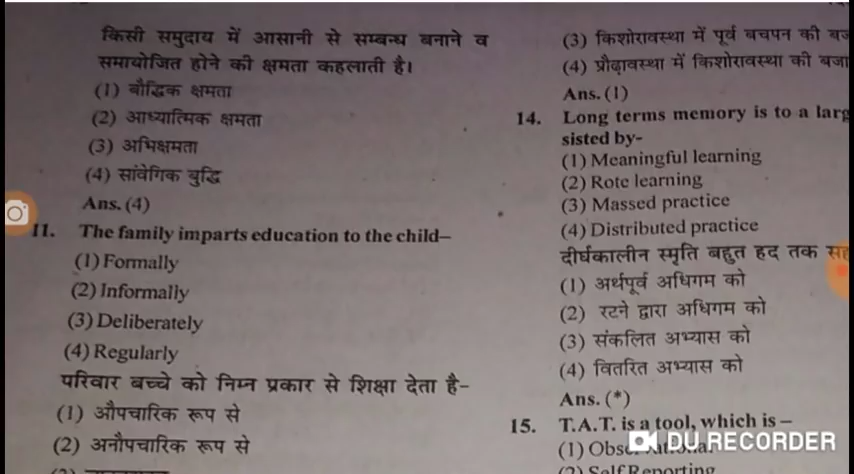 किसी समुदाय में आसानी से सम्बन्ध बनाने व
समायोजित होने की क्षमता कहलाती है।
(1) बौद्धिक क्षमता
(2) आध्यात्मिक क्षमता
(3) अभिक्षमता
(4) सांवेगिक बुद्धि
Ans. (4)
11. The family imparts education to the child–
(1) Formally
(2) Informally
(3) Deliberately
(4) Regularly
परिवार बच्चे को निम्न प्रकार से शिक्षा देता है–
(1) औपचारिक रूप से
(2) अनौपचारिक रूप से
(3) किशोरावस्था में पूर्व बचपन की
(4) प्रौढ़ावस्था में किशोरावस्था की
Ans. (1)
14. Long terms memory is to a
sisted by-
(1) Meaningful learning
(2) Rote learning
(3) Massed practice
(4) Distributed practice
दीर्घकालीन स्मृति बहुत हद तक
(1) अर्थपूर्व अधिगम को
(2) रटने द्वारा अधिगम को
(3) संकलित अभ्यास को
(4) वितरित अभ्यास को
Ans. (*)
15. T.A.T. is a tool, which is –
(1)
DU RECORDER
(2) Self Reporting